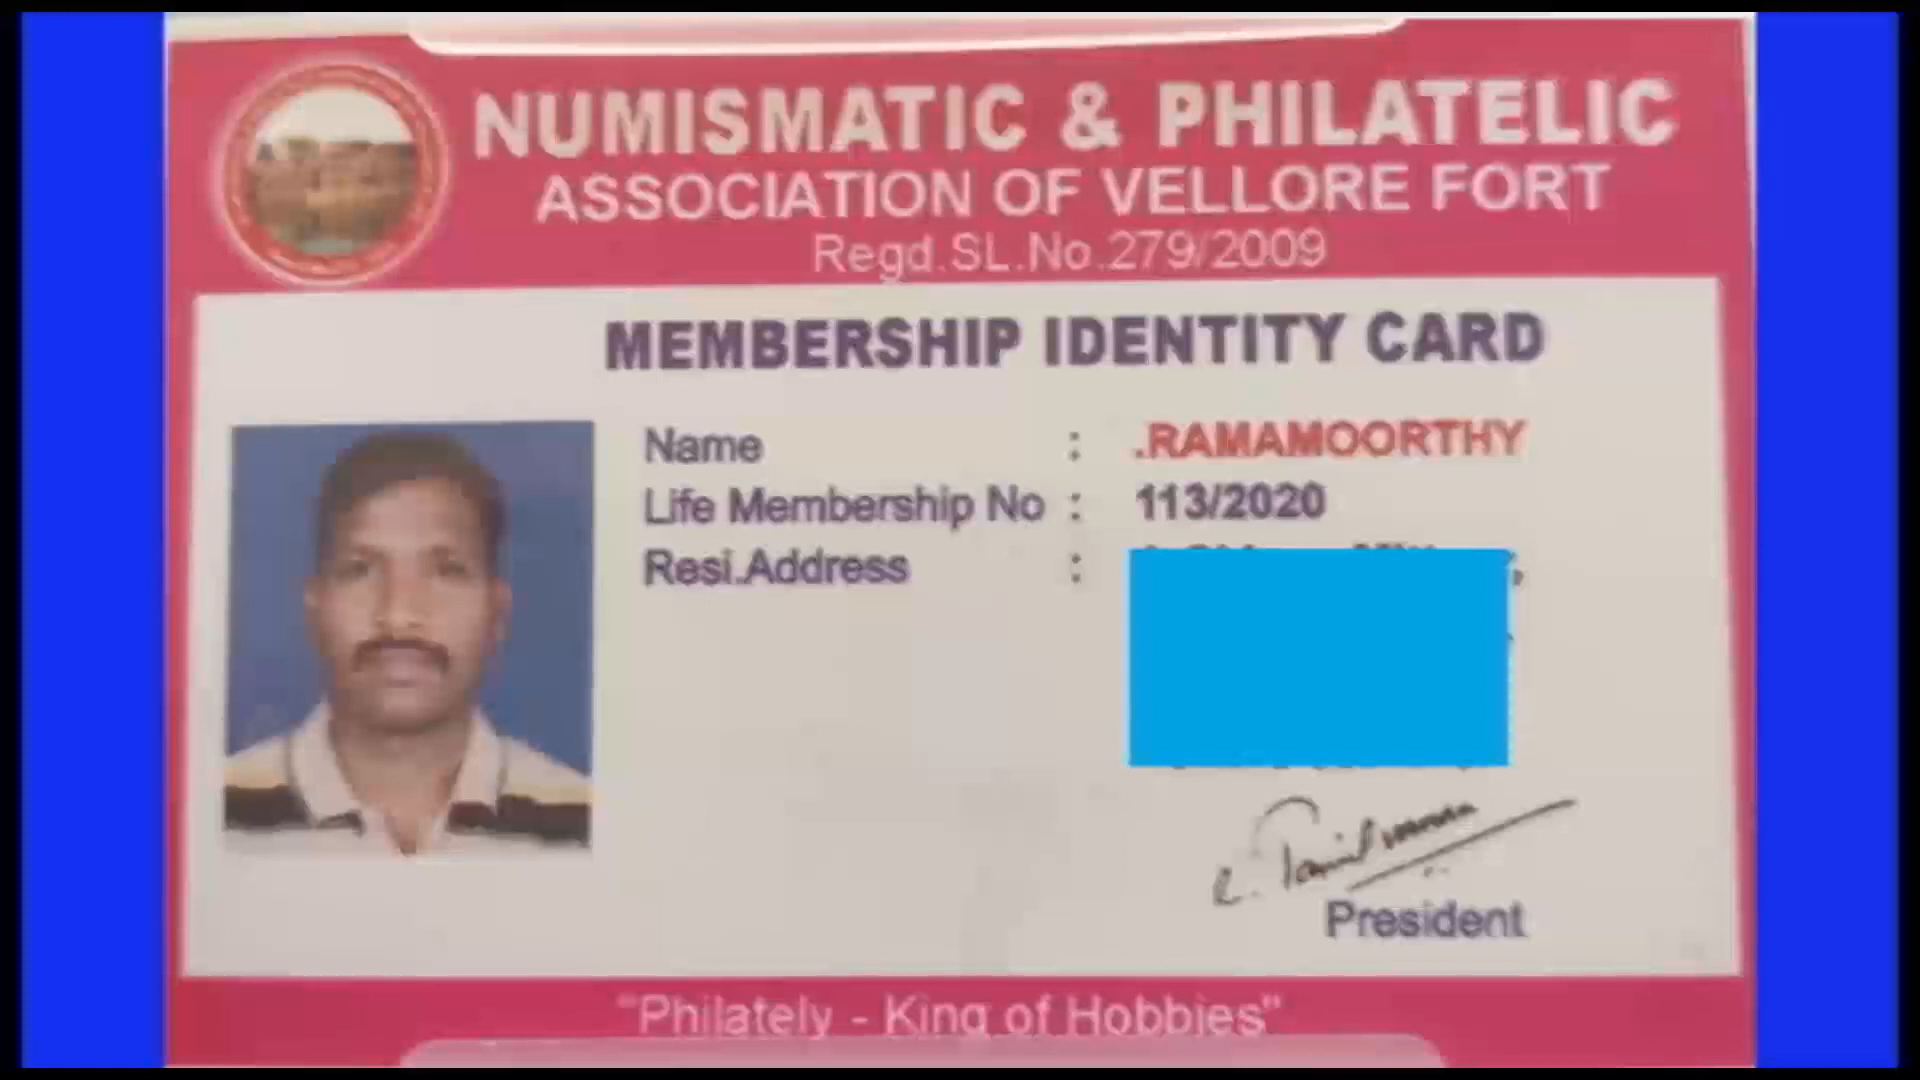 NUMISMATIC & PHILATELIC
ASSOCIATION OF VELLORE FORT
Regd.SL.No.279/2009
MEMBERSHIP IDENTITY CARD
Name : .RAMAMOORTHY
Life Membership No : 113/2020
Resi.Address :
President
"Philately - King of Hobbies"